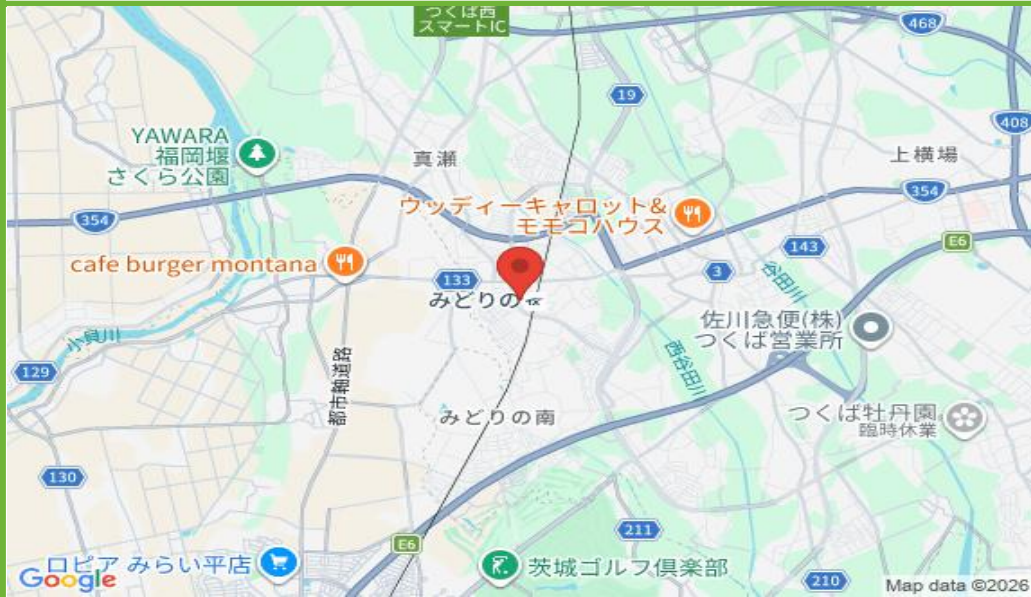 つくば西
スマートIC
468
19
408
YAWARA
福岡堰
さくら公園
真瀬
上横場
354
354
ウッディーキャロット&
モモコハウス
143
E6
cafe burger montana
133
3
谷田川
みどりの
佐川急便(株)
つくば営業所
小貝川
129
都市軸道路
西谷田川
みどりの南
つくば牡丹園
臨時休業
130
211
E6
ロピア みらい平店
茨城ゴルフ倶楽部
210
Google
Map data ©2026